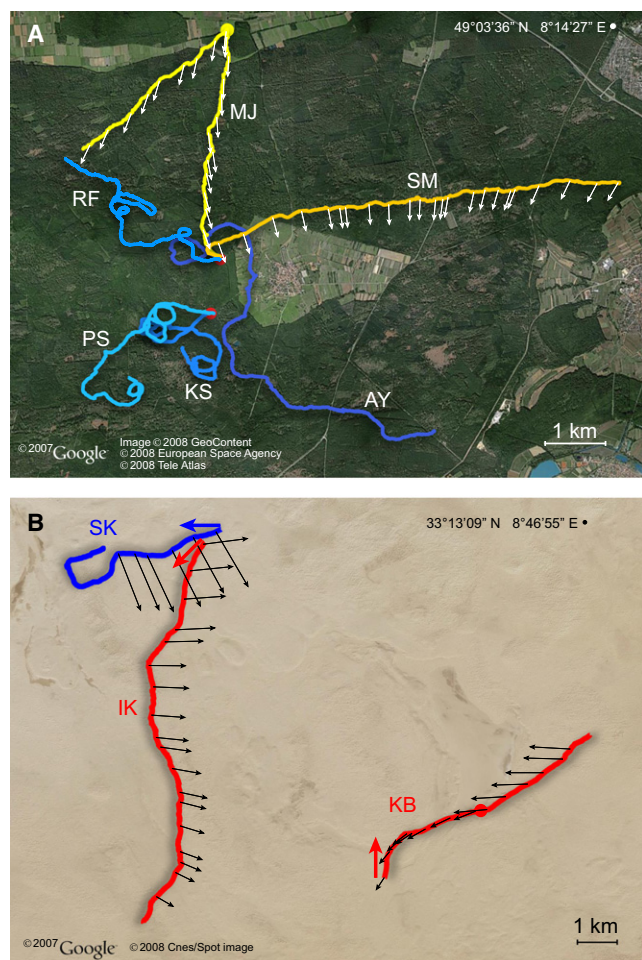 A
49°03'36" N 8°14'27" E
MJ
SM
RF
PS
KS
AY
1 km
©2007 Google
Image © 2008 GeoContent
© 2008 European Space Agency
© 2008 Tele Atlas
B
33°13'09" N 8°46'55" E
SK
IK
KB
1 km
©2007 Google
© 2008 Cnes/Spot image